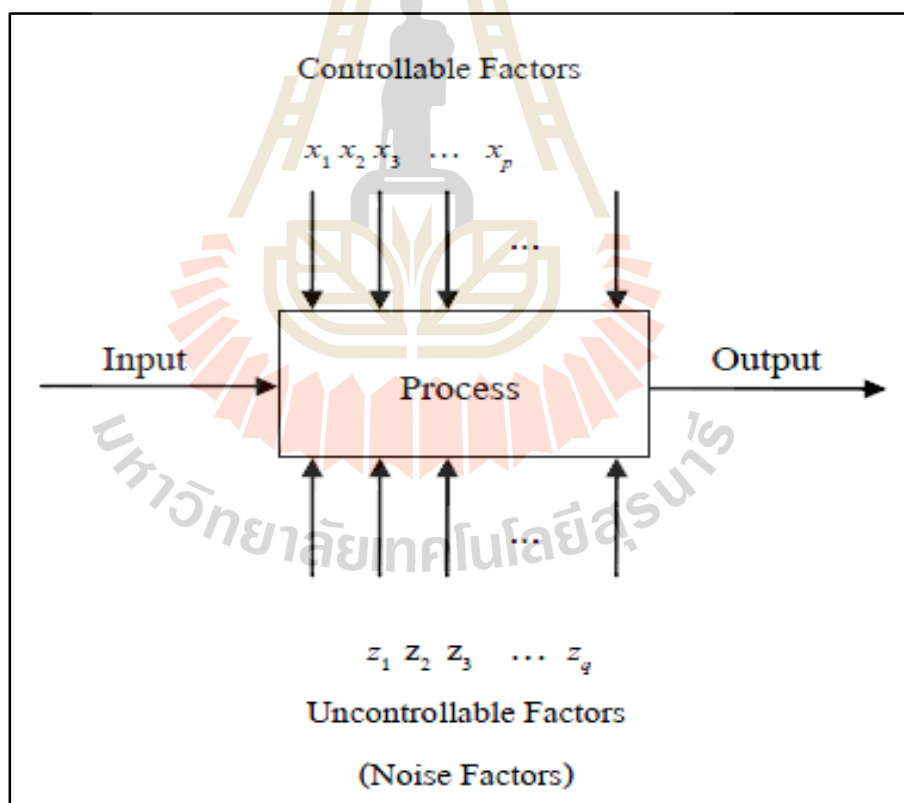 Controllable Factors
x₁ x₂ x₃ … xₚ
...
Input
Process
Output
...
มหาวิทยาลัยเทคโนโลยีสุรนารี
z₁ z₂ z₃ … z_q
Uncontrollable Factors
(Noise Factors)